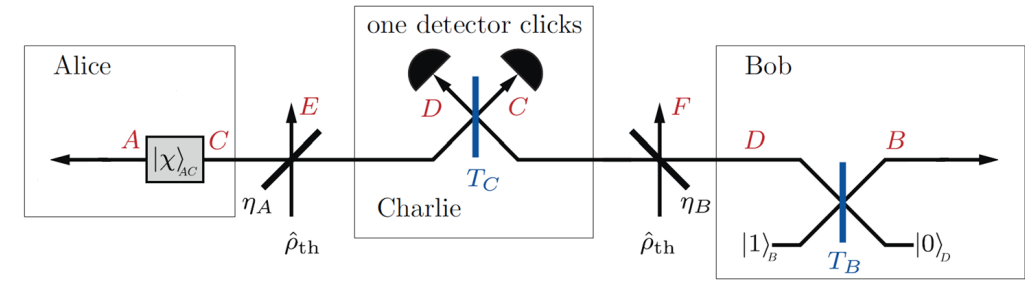 one detector clicks
Alice
Bob
A
|χ⟩AC
C
E
D
C
F
D
B
ηA
TC
Charlie
ηB
ρ̂th
ρ̂th
|1⟩B
TB
|0⟩D